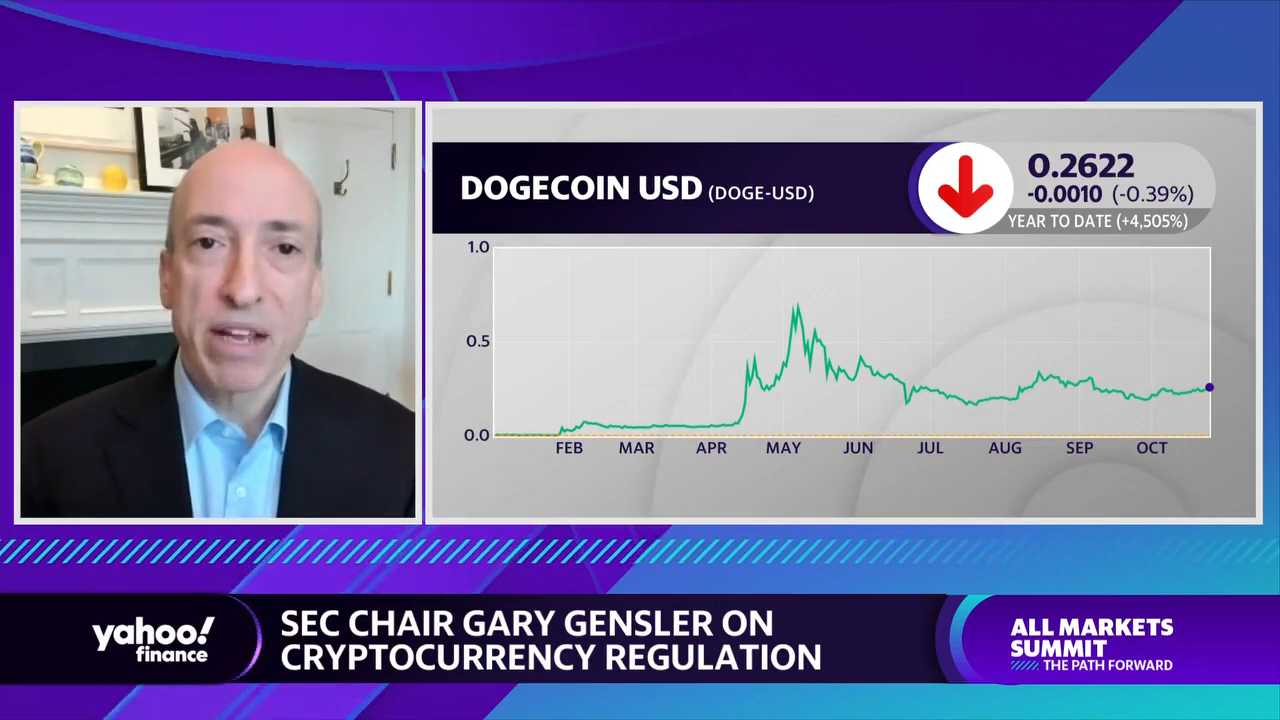 DOGECOIN USD (DOGE-USD)
0.2622
-0.0010 (-0.39%)
YEAR TO DATE (+4,505%)
1.0
0.5
0.0
FEB MAR APR MAY JUN JUL AUG SEP OCT
yahoo!
finance
SEC CHAIR GARY GENSLER ON
CRYPTOCURRENCY REGULATION
ALL MARKETS
SUMMIT
THE PATH FORWARD